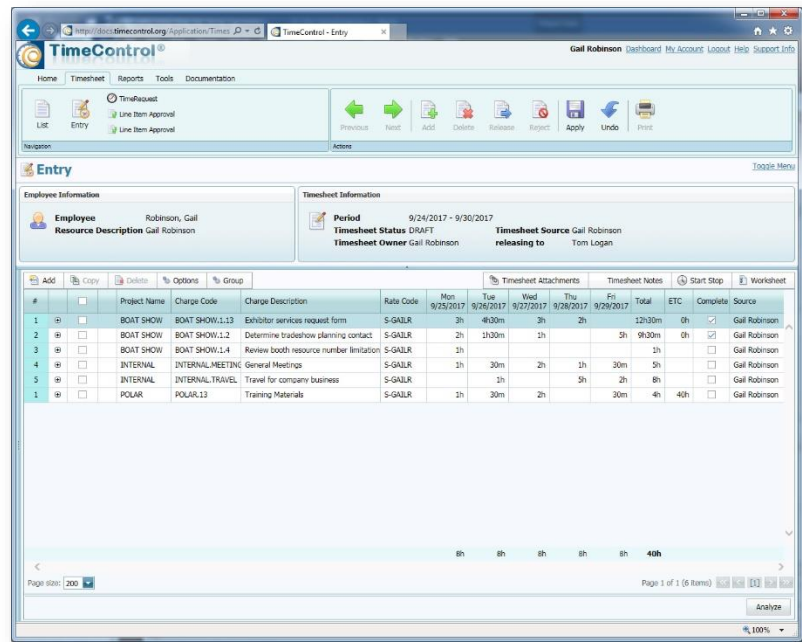 http://docs.timecontrol.org/Application/Times
TimeControl - Entry
TimeControl®
Gail Robinson Dashboard My Account Logout Help Support Info
Home Timesheet Reports Tools Documentation
List
Entry
TimeRequest
Line Item Approval
Line Item Approval
Previous Next Add Delete Release Reject Apply Undo Print
Navigation
Actions
Entry
Toggle Menu
Employee Information
Timesheet Information
Employee Robinson, Gail
Resource Description Gail Robinson
Period 9/24/2017 - 9/30/2017
Timesheet Status DRAFT Timesheet Source Gail Robinson
Timesheet Owner Gail Robinson releasing to Tom Logan
Add Copy Delete Options Group Timesheet Attachments Timesheet Notes Start Stop Worksheet
# Project Name Charge Code Charge Description Rate Code Mon 9/25/2017 Tue 9/26/2017 Wed 9/27/2017 Thu 9/28/2017 Fri 9/29/2017 Total ETC Complete Source
1 BOAT SHOW BOAT SHOW.1.13 Exhibitor services request form S-GAILR 3h 4h30m 3h 2h 12h30m 0h Gail Robinson
2 BOAT SHOW BOAT SHOW.1.2 Determine tradeshow planning contact S-GAILR 2h 1h30m 1h 5h 9h30m 0h Gail Robinson
3 BOAT SHOW BOAT SHOW.1.4 Review booth resource number limitation S-GAILR 1h 1h Gail Robinson
4 INTERNAL INTERNAL.MEETING General Meetings S-GAILR 1h 30m 2h 1h 30m 5h Gail Robinson
5 INTERNAL INTERNAL.TRAVEL Travel for company business S-GAILR 1h 5h 2h 8h Gail Robinson
1 POLAR POLAR.13 Training Materials S-GAILR 1h 30m 2h 30m 4h 40h Gail Robinson
8h 8h 8h 8h 8h 40h
Page size: 200
Page 1 of 1 (6 items) [1]
Analyze
100%